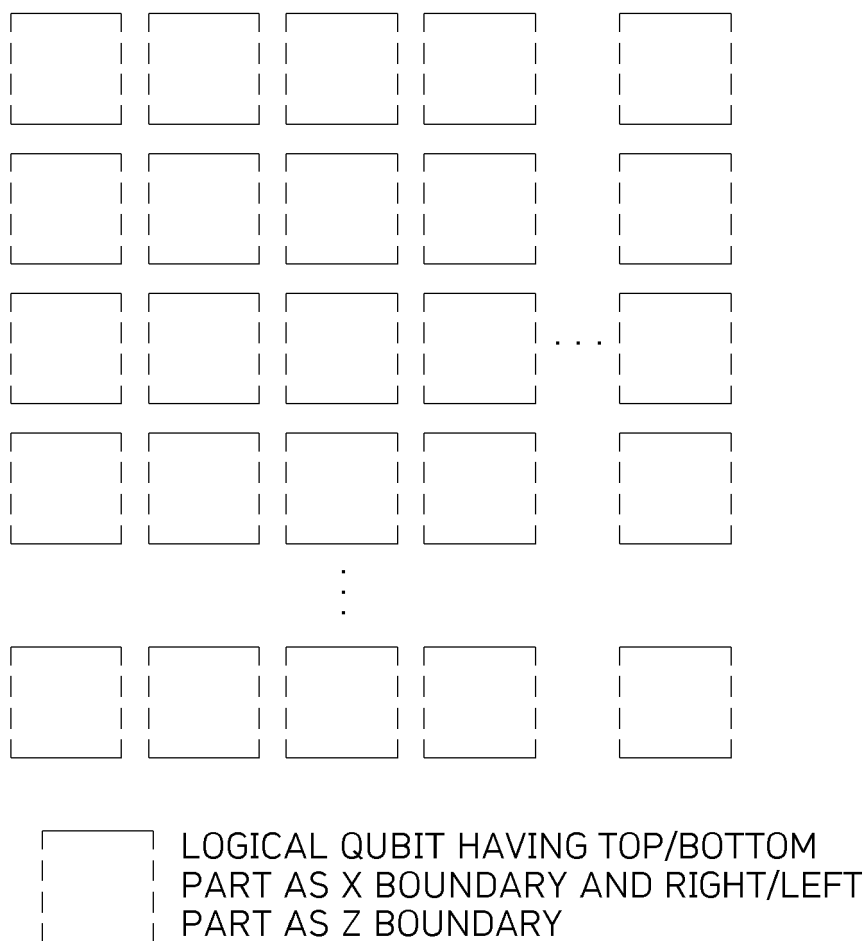 LOGICAL QUBIT HAVING TOP/BOTTOM
PART AS X BOUNDARY AND RIGHT/LEFT
PART AS Z BOUNDARY